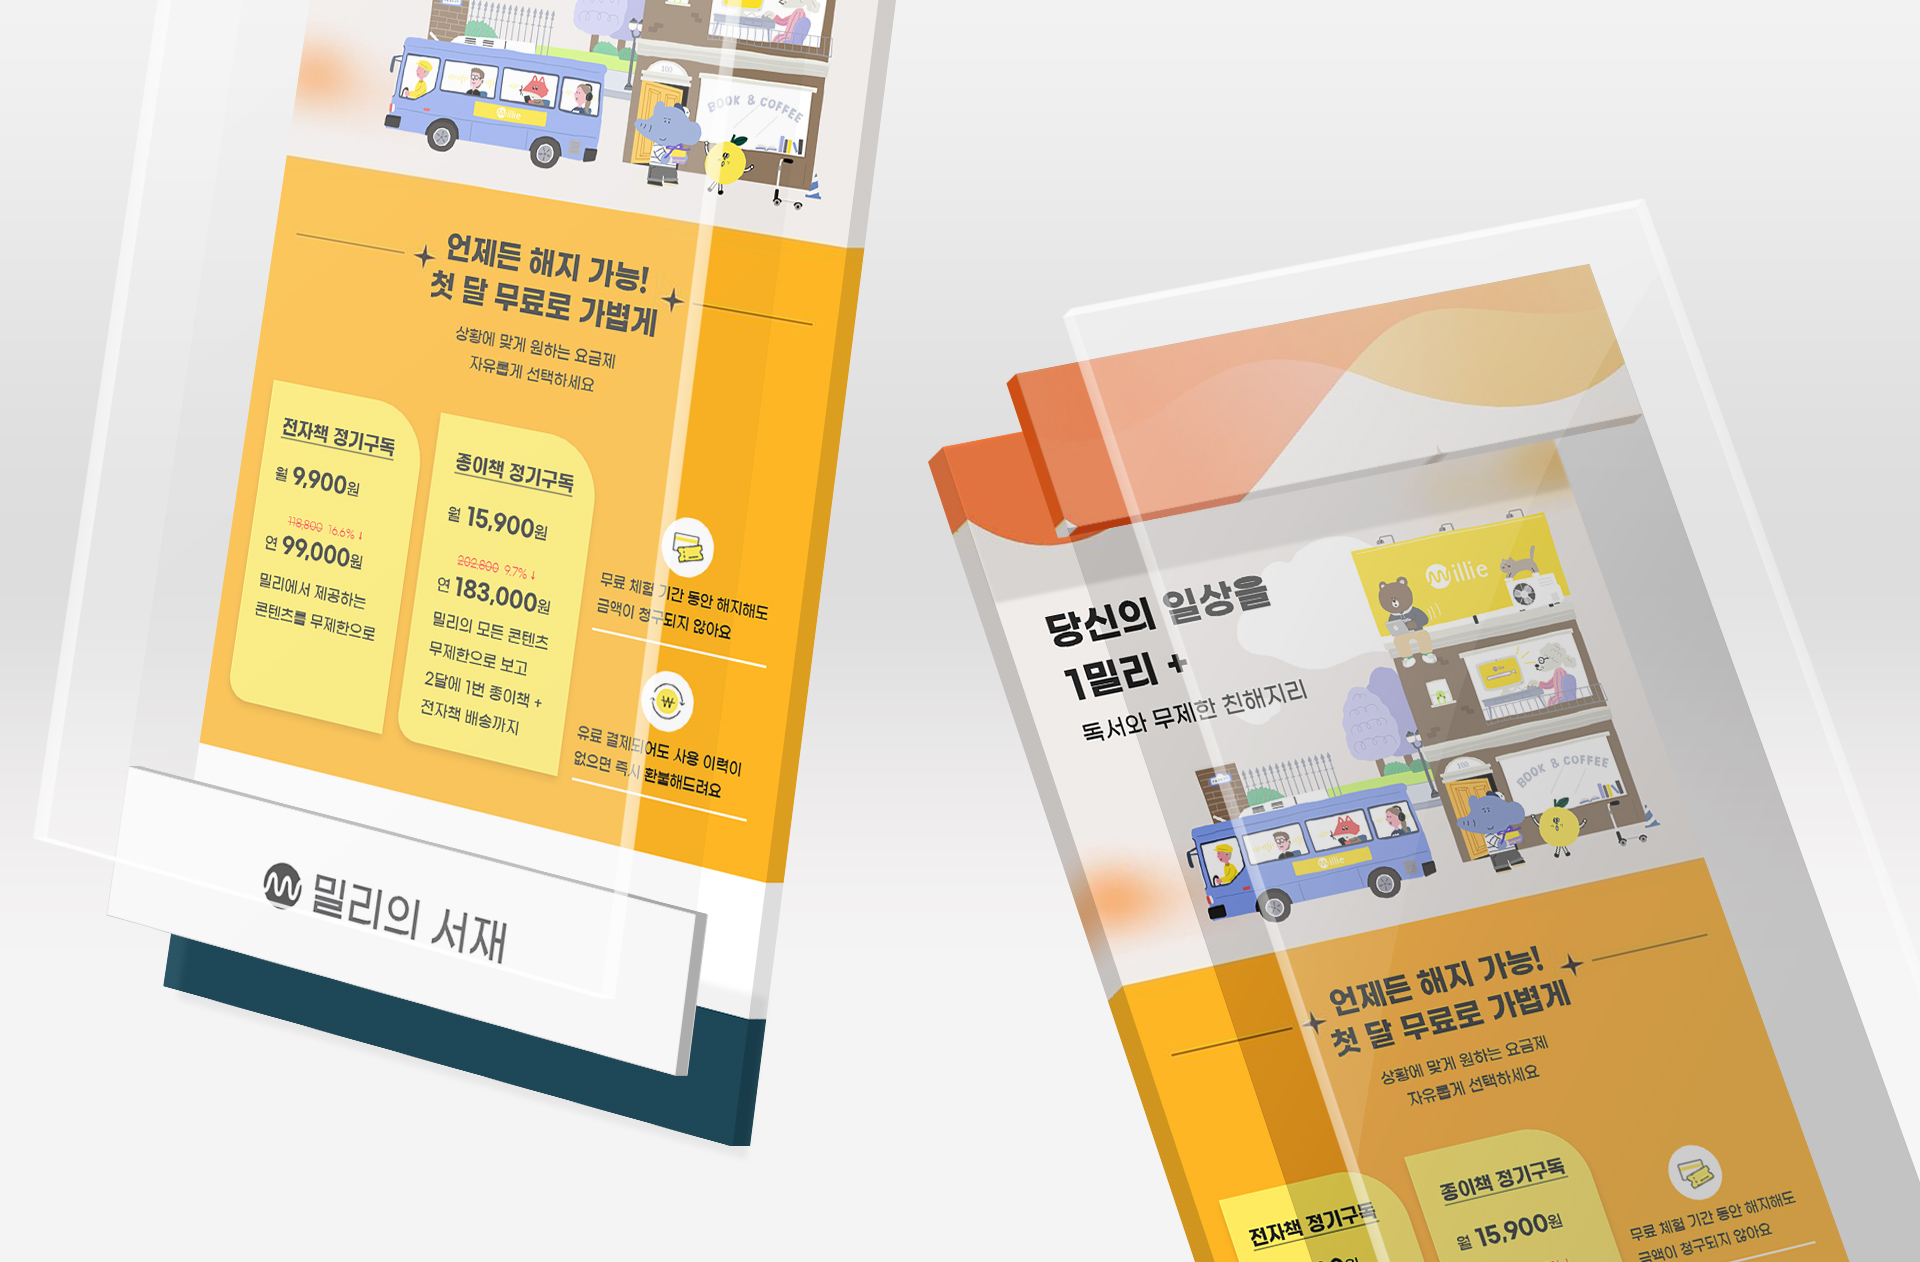 illie
100
BOOK & COFFEE
언제든 해지 가능!
첫 달 무료로 가볍게
상황에 맞게 원하는 요금제
자유롭게 선택하세요
전자책 정기구독
월 9,900원
118,800 16.6% ↓
연 99,000원
밀리에서 제공하는
콘텐츠를 무제한으로
종이책 정기구독
월 15,900원
202,800 9.7% ↓
연 183,000원
밀리의 모든 콘텐츠
무제한으로 보고
2달에 1번 종이책 +
전자책 배송까지
무료 체험 기간 동안 해지해도
금액이 청구되지 않아요
유료 결제되어도 사용 이력이
없으면 즉시 환불해드려요
밀리의 서재
당신의 일상을
1밀리 +
독서와 무제한 친해지리
illie
100
BOOK & COFFEE
illie
언제든 해지 가능!
첫 달 무료로 가볍게
상황에 맞게 원하는 요금제
자유롭게 선택하세요
전자책 정기구독
종이책 정기구독
월 15,900원
무료 체험 기간 동안 해지해도
금액이 청구되지 않아요